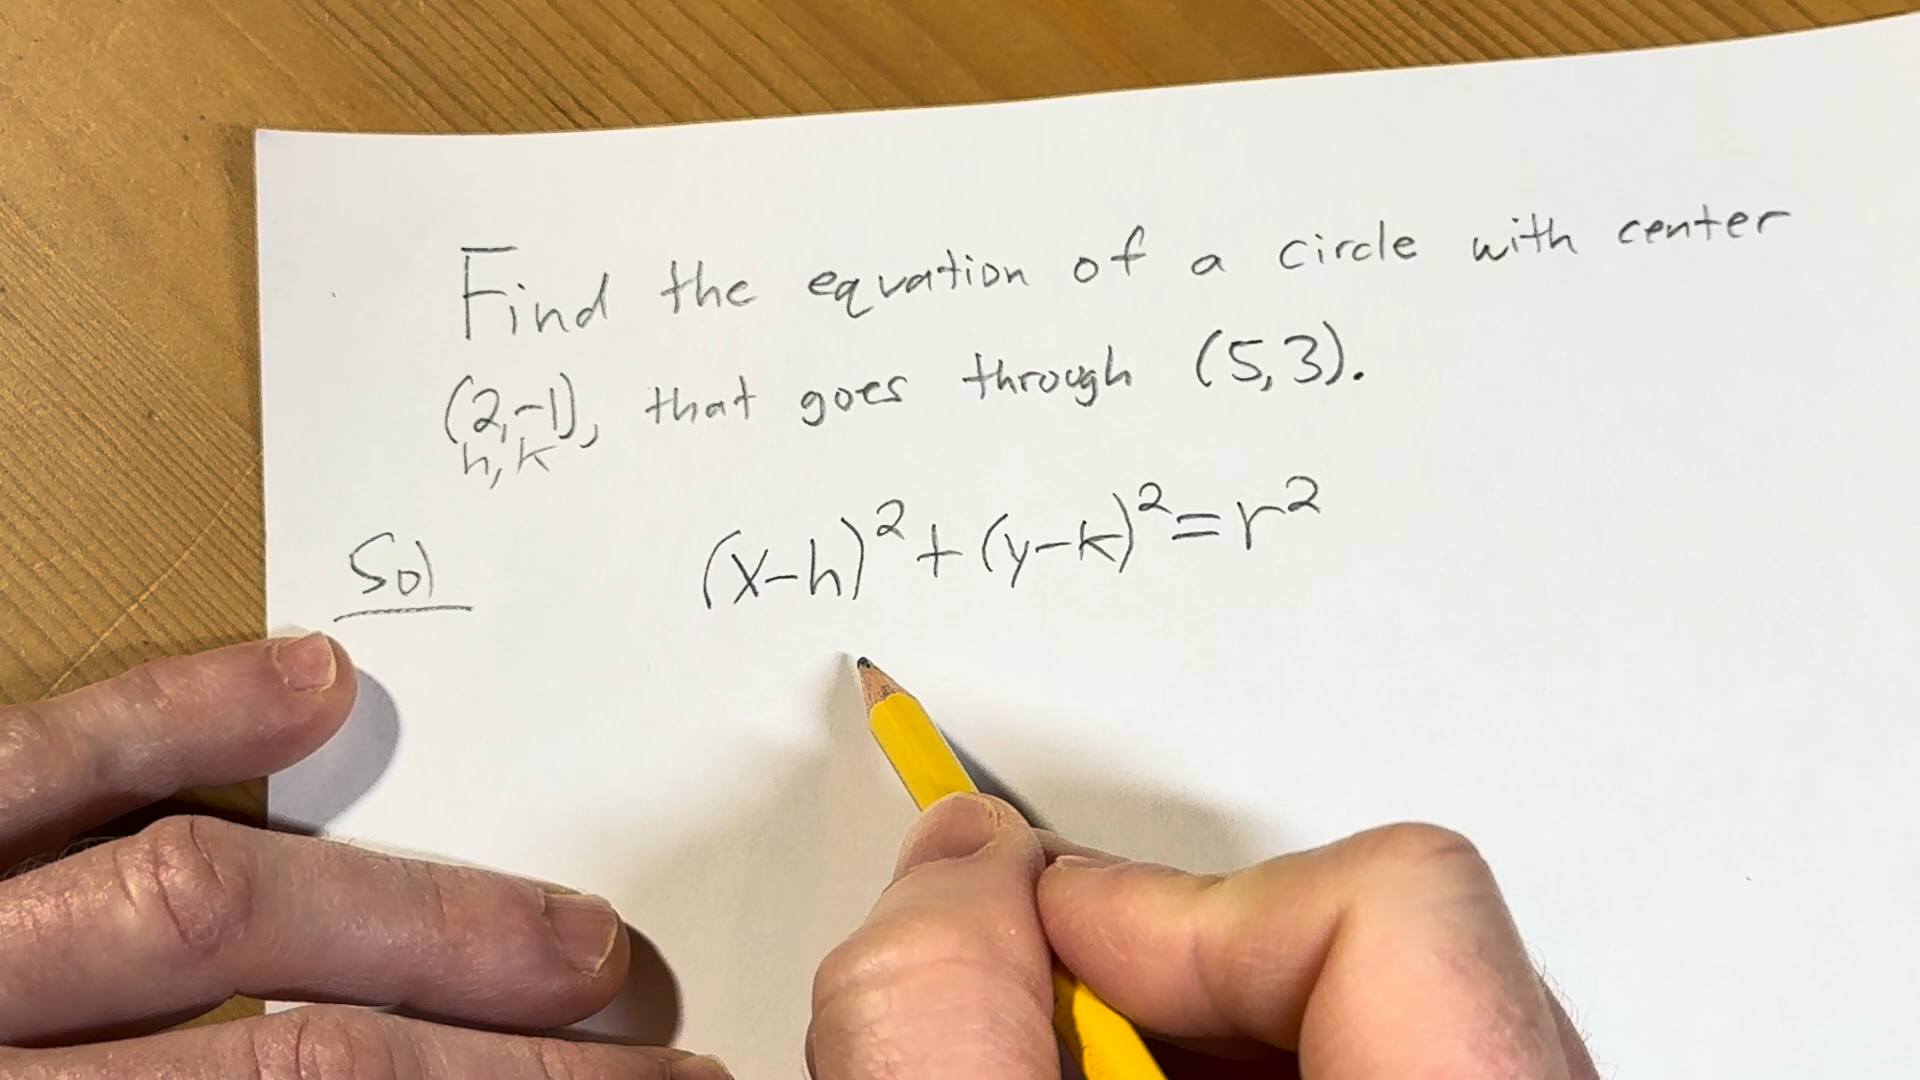 Find the equation of a circle with center
(2,-1), that goes through (5,3).
h, k
Sol (x-h)²+(y-k)²=r²